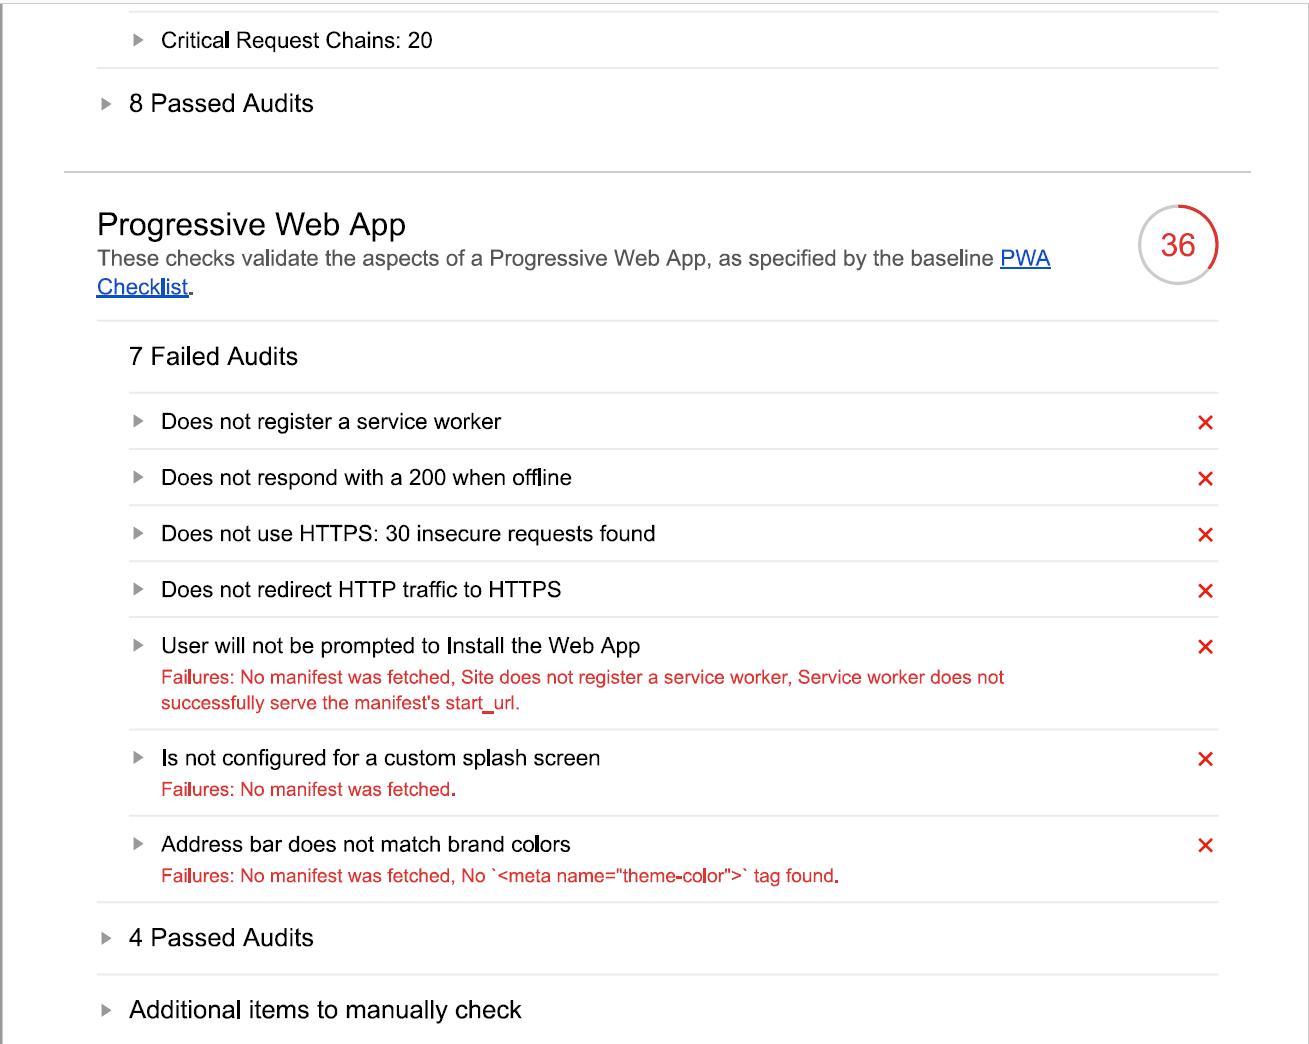 Critical Request Chains: 20
8 Passed Audits
Progressive Web App
These checks validate the aspects of a Progressive Web App, as specified by the baseline PWA
Checklist.
36
7 Failed Audits
Does not register a service worker
Does not respond with a 200 when offline
Does not use HTTPS: 30 insecure requests found
Does not redirect HTTP traffic to HTTPS
User will not be prompted to Install the Web App
Failures: No manifest was fetched, Site does not register a service worker, Service worker does not
successfully serve the manifest's start_url.
Is not configured for a custom splash screen
Failures: No manifest was fetched.
Address bar does not match brand colors
Failures: No manifest was fetched, No `<meta name="theme-color">` tag found.
4 Passed Audits
Additional items to manually check